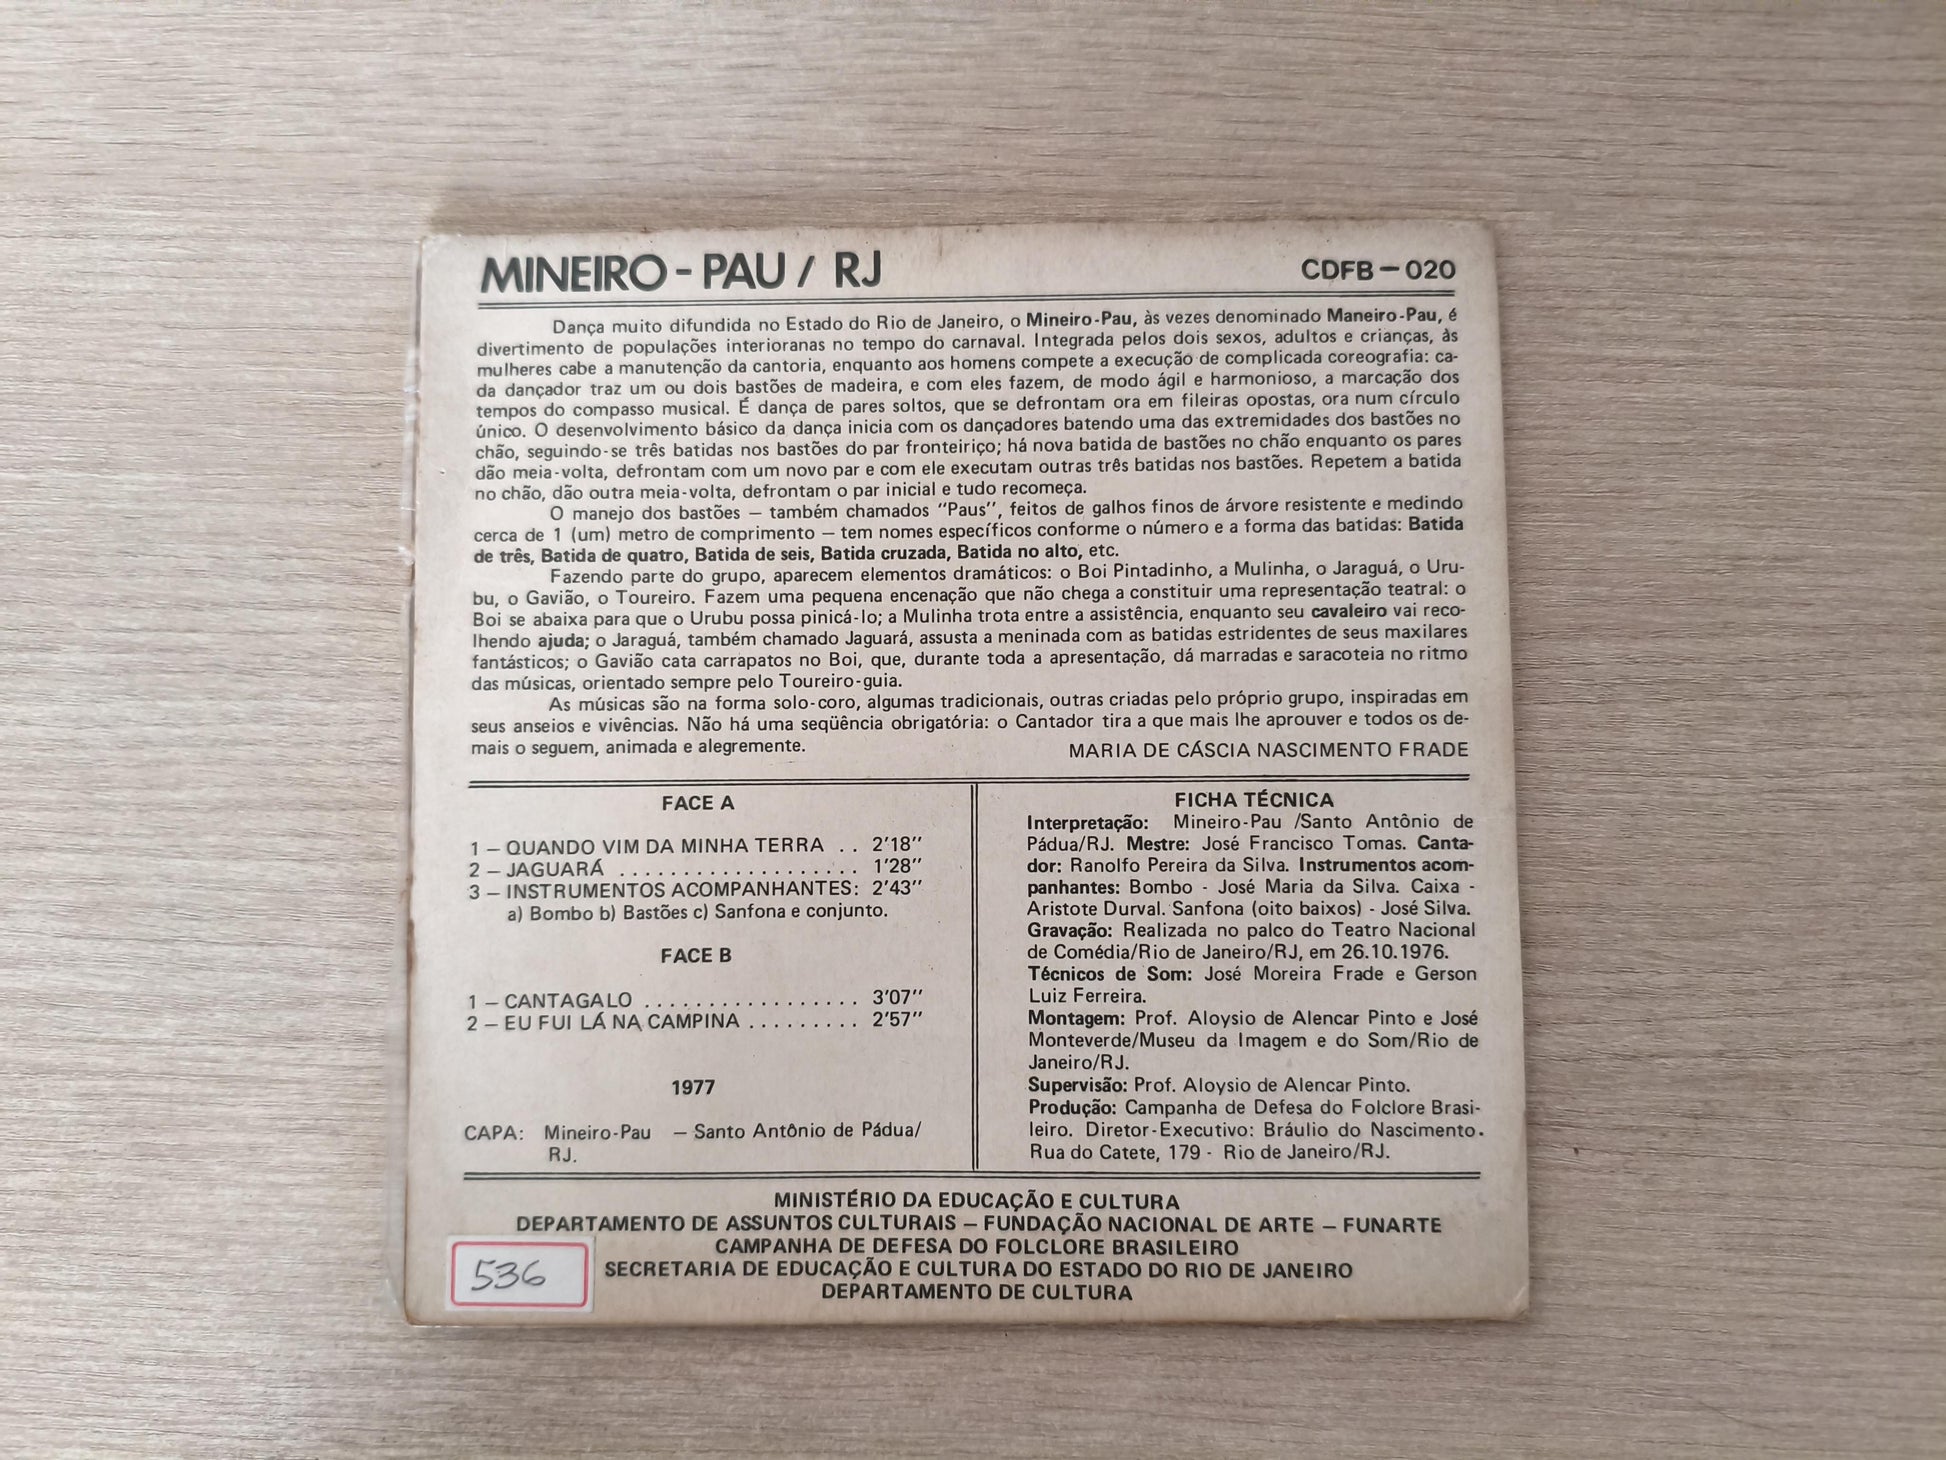 MINEIRO - PAU / RJ
CDFB — 020
Dança muito difundida no Estado do Rio de Janeiro, o Mineiro-Pau, às vezes denominado Maneiro-Pau, é
divertimento de populações interioranas no tempo do carnaval. Integrada pelos dois sexos, adultos e crianças, às
mulheres cabe a manutenção da cantoria, enquanto aos homens compete a execução de complicada coreografia: ca-
da dançador traz um ou dois bastões de madeira, e com eles fazem, de modo ágil e harmonioso, a marcação dos
tempos do compasso musical. É dança de pares soltos, que se defrontam ora em fileiras opostas, ora num círculo
único. O desenvolvimento básico da dança inicia com os dançadores batendo uma das extremidades dos bastões no
chão, seguindo-se três batidas nos bastões do par fronteiriço; há nova batida de bastões no chão enquanto os pares
dão meia-volta, defrontam com um novo par e com ele executam outras três batidas nos bastões. Repetem a batida
no chão, dão outra meia-volta, defrontam o par inicial e tudo recomeça.
O manejo dos bastões — também chamados "Paus", feitos de galhos finos de árvore resistente e medindo
cerca de 1 (um) metro de comprimento — tem nomes específicos conforme o número e a forma das batidas: Batida
de três, Batida de quatro, Batida de seis, Batida cruzada, Batida no alto, etc.
Fazendo parte do grupo, aparecem elementos dramáticos: o Boi Pintadinho, a Mulinha, o Jaraguá, o Uru-
bu, o Gavião, o Toureiro. Fazem uma pequena encenação que não chega a constituir uma representação teatral: o
Boi se abaixa para que o Urubu possa pinicá-lo; a Mulinha trota entre a assistência, enquanto seu cavaleiro vai reco-
lhendo ajuda; o Jaraguá, também chamado Jaguará, assusta a meninada com as batidas estridentes de seus maxilares
fantásticos; o Gavião cata carrapatos no Boi, que, durante toda a apresentação, dá marradas e saracoteia no ritmo
das músicas, orientado sempre pelo Toureiro-guia.
As músicas são na forma solo-coro, algumas tradicionais, outras criadas pelo próprio grupo, inspiradas em
seus anseios e vivências. Não há uma seqüência obrigatória: o Cantador tira a que mais lhe aprouver e todos os de-
mais o seguem, animada e alegremente.
MARIA DE CÁSCIA NASCIMENTO FRADE
FACE A
1 — QUANDO VIM DA MINHA TERRA . . 2'18"
2 — JAGUARÁ . . . . . . . . . . . . . . . . . . . 1'28"
3 — INSTRUMENTOS ACOMPANHANTES: 2'43"
a) Bombo b) Bastões c) Sanfona e conjunto.
FACE B
1 — CANTAGALO . . . . . . . . . . . . . . . . . 3'07"
2 — EU FUI LÁ NA CAMPINA . . . . . . . . . 2'57"
1977
CAPA: Mineiro-Pau — Santo Antônio de Pádua/
RJ.
FICHA TÉCNICA
Interpretação: Mineiro-Pau /Santo Antônio de
Pádua/RJ. Mestre: José Francisco Tomas. Canta-
dor: Ranolfo Pereira da Silva. Instrumentos acom-
panhantes: Bombo - José Maria da Silva. Caixa -
Aristote Durval. Sanfona (oito baixos) - José Silva.
Gravação: Realizada no palco do Teatro Nacional
de Comédia/Rio de Janeiro/RJ, em 26.10.1976.
Técnicos de Som: José Moreira Frade e Gerson
Luiz Ferreira.
Montagem: Prof. Aloysio de Alencar Pinto e José
Monteverde/Museu da Imagem e do Som/Rio de
Janeiro/RJ.
Supervisão: Prof. Aloysio de Alencar Pinto.
Produção: Campanha de Defesa do Folclore Brasi-
leiro. Diretor-Executivo: Bráulio do Nascimento.
Rua do Catete, 179 - Rio de Janeiro/RJ.
MINISTÉRIO DA EDUCAÇÃO E CULTURA
DEPARTAMENTO DE ASSUNTOS CULTURAIS — FUNDAÇÃO NACIONAL DE ARTE — FUNARTE
CAMPANHA DE DEFESA DO FOLCLORE BRASILEIRO
SECRETARIA DE EDUCAÇÃO E CULTURA DO ESTADO DO RIO DE JANEIRO
DEPARTAMENTO DE CULTURA
536